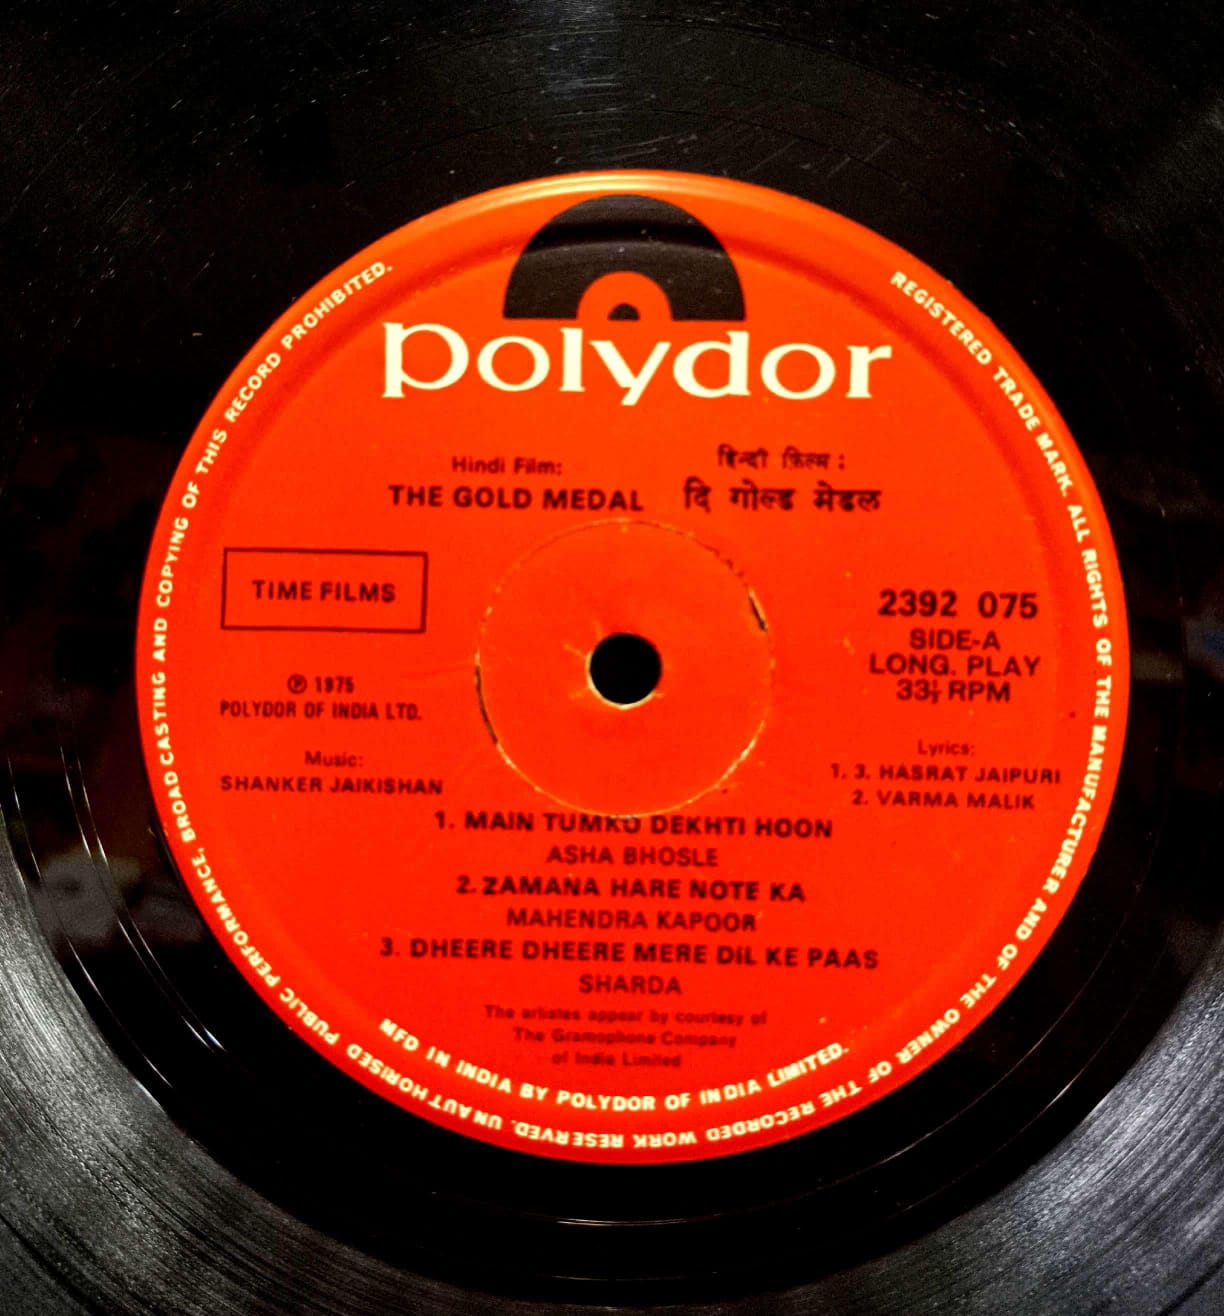 polydor
Hindi Film:
THE GOLD MEDAL
हिन्दी फ़िल्म :
दि गोल्ड मेडल
TIME FILMS
2392 075
SIDE-A
LONG. PLAY
33⅓ RPM
℗ 1975
POLYDOR OF INDIA LTD.
Music:
SHANKER JAIKISHAN
Lyrics:
1. 3. HASRAT JAIPURI
2. VARMA MALIK
1. MAIN TUMKO DEKHTI HOON
ASHA BHOSLE
2. ZAMANA HARE NOTE KA
MAHENDRA KAPOOR
3. DHEERE DHEERE MERE DIL KE PAAS
SHARDA
The artistes appear by courtesy of
The Gramophone Company
of India Limited
MFD IN INDIA BY POLYDOR OF INDIA LIMITED.
REGISTERED TRADE MARK. ALL RIGHTS OF THE MANUFACTURER AND OF THE OWNER OF THE RECORDED WORK RESERVED. UNAUTHORISED PUBLIC PERFORMANCE, BROADCASTING AND COPYING OF THIS RECORD PROHIBITED.